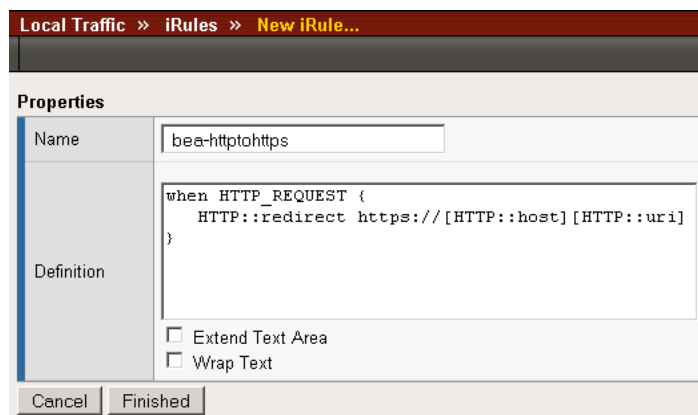 Local Traffic » iRules » New iRule...
Properties
Name
bea-httptohttps
Definition
when HTTP_REQUEST {
HTTP::redirect https://[HTTP::host][HTTP::uri]
}
Extend Text Area
Wrap Text
Cancel Finished